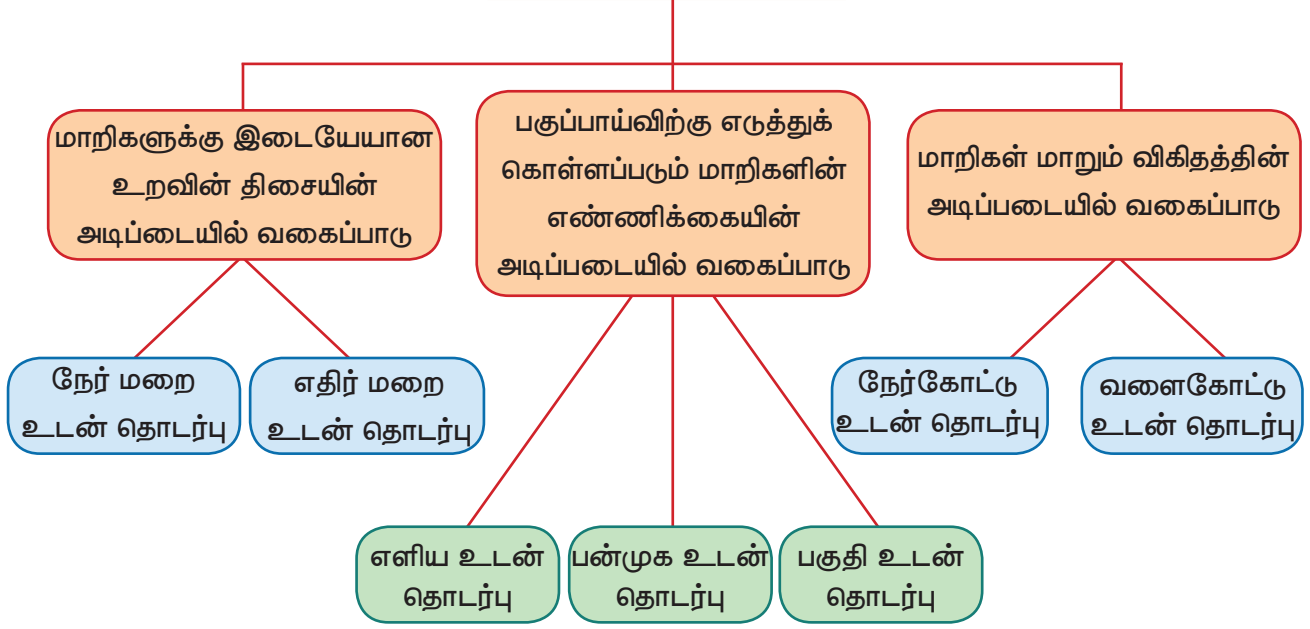 மாறிகளுக்கு இடையேயான
உறவின் திசையின்
அடிப்டையில் வகைப்பாடு
பகுப்பாய்விற்கு எடுத்துக்
கொள்ளப்படும் மாறிகளின்
எண்ணிக்கையின்
அடிப்படையில் வகைப்பாடு
மாறிகள் மாறும் விகிதத்தின்
அடிப்படையில் வகைப்பாடு
நேர் மறை
உடன் தொடர்பு
எதிர் மறை
உடன் தொடர்பு
நேர்கோட்டு
உடன் தொடர்பு
வளைகோட்டு
உடன் தொடர்பு
எளிய உடன்
தொடர்பு
பன்முக உடன்
தொடர்பு
பகுதி உடன்
தொடர்பு